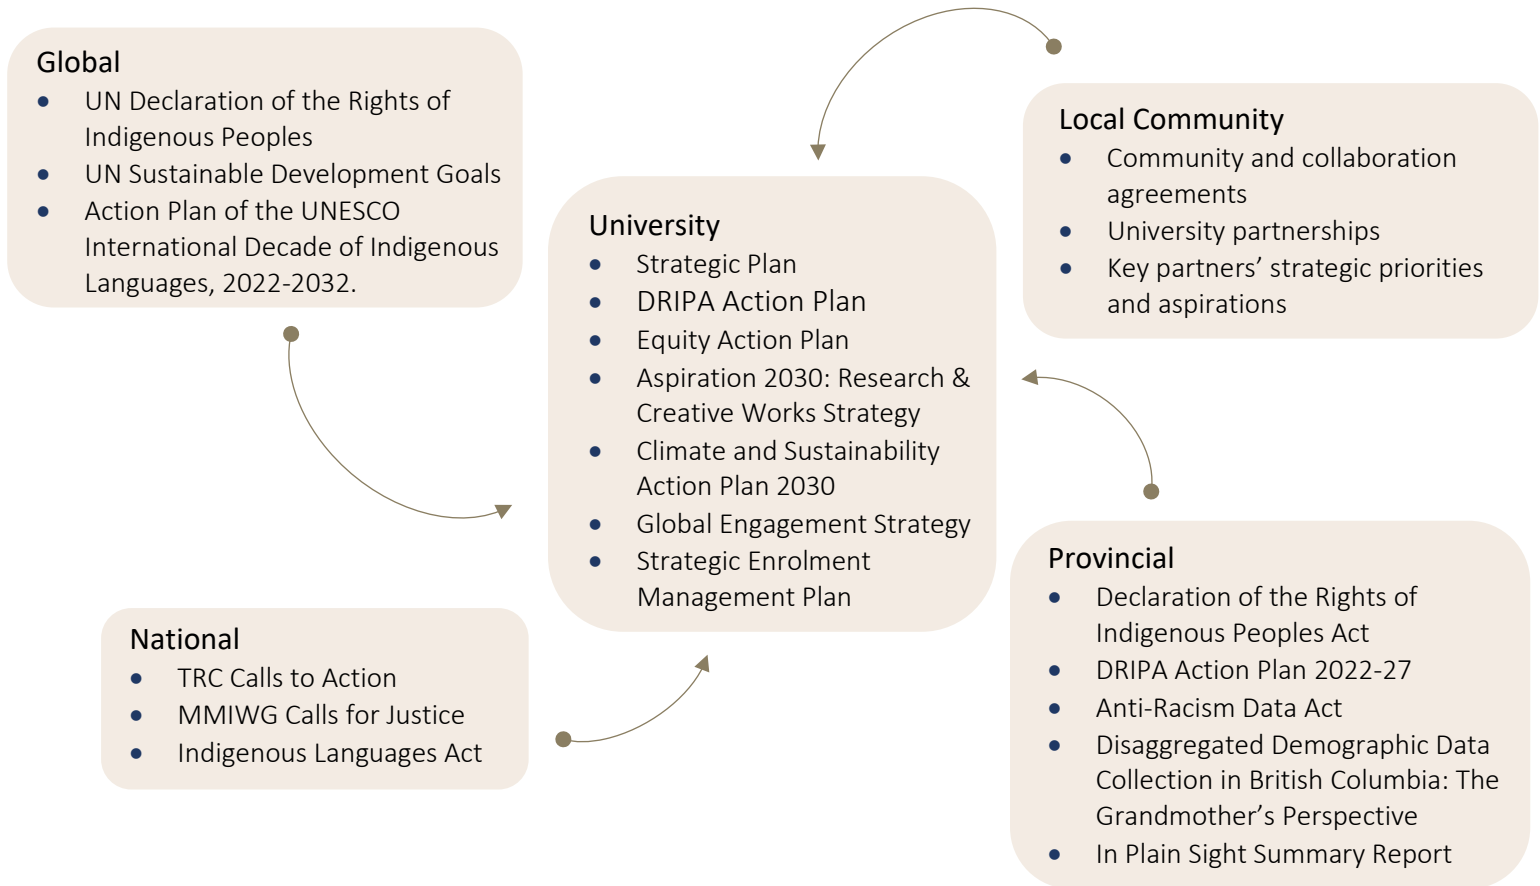 Global
• UN Declaration of the Rights of
Indigenous Peoples
• UN Sustainable Development Goals
• Action Plan of the UNESCO
International Decade of Indigenous
Languages, 2022-2032.
Local Community
• Community and collaboration
agreements
• University partnerships
• Key partners’ strategic priorities
and aspirations
University
• Strategic Plan
• DRIPA Action Plan
• Equity Action Plan
• Aspiration 2030: Research &
Creative Works Strategy
• Climate and Sustainability
Action Plan 2030
• Global Engagement Strategy
• Strategic Enrolment
Management Plan
National
• TRC Calls to Action
• MMIWG Calls for Justice
• Indigenous Languages Act
Provincial
• Declaration of the Rights of
Indigenous Peoples Act
• DRIPA Action Plan 2022-27
• Anti-Racism Data Act
• Disaggregated Demographic Data
Collection in British Columbia: The
Grandmother’s Perspective
• In Plain Sight Summary Report